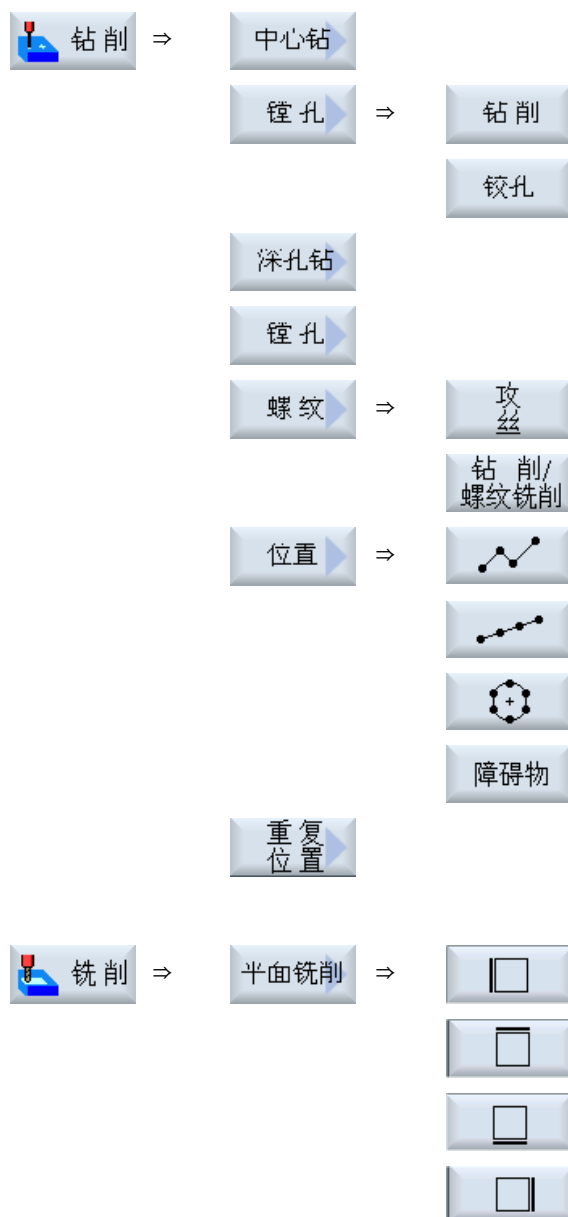 钻削 ⇒ 中心钻
镗孔 ⇒ 钻削
铰孔
深孔钻
镗孔
螺纹 ⇒ 攻
丝
钻 削/
螺纹铣削
位置 ⇒
障碍物
重复
位置
铣削 ⇒ 平面铣削 ⇒